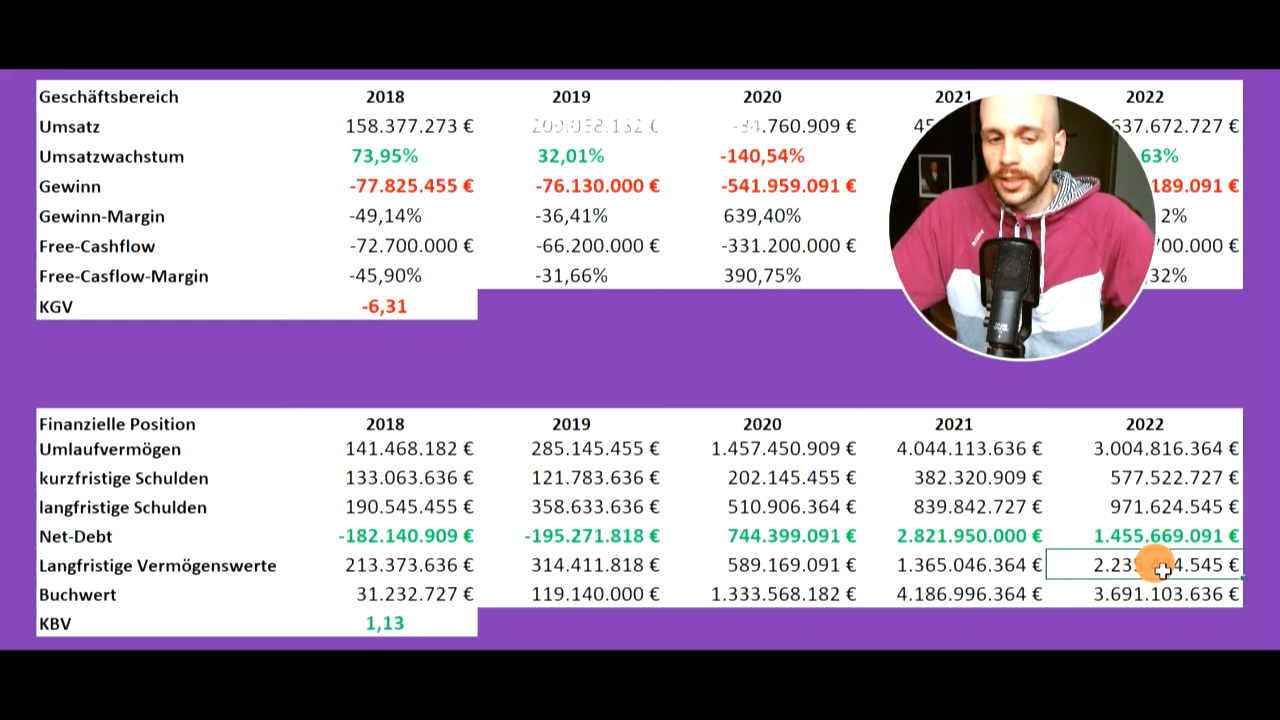 Geschäftsbereich 2018 2019 2020 2021 2022
Umsatz 158.377.273 € .760.909 € 637.672.727 €
Umsatzwachstum 73,95% 32,01% -140,54% 63%
Gewinn -77.825.455 € -76.130.000 € -541.959.091 € 189.091 €
Gewinn-Margin -49,14% -36,41% 639,40% 2%
Free-Cashflow -72.700.000 € -66.200.000 € -331.200.000 € 00.000 €
Free-Casflow-Margin -45,90% -31,66% 390,75% 32%
KGV -6,31
Finanzielle Position 2018 2019 2020 2021 2022
Umlaufvermögen 141.468.182 € 285.145.455 € 1.457.450.909 € 4.044.113.636 € 3.004.816.364 €
kurzfristige Schulden 133.063.636 € 121.783.636 € 202.145.455 € 382.320.909 € 577.522.727 €
langfristige Schulden 190.545.455 € 358.633.636 € 510.906.364 € 839.842.727 € 971.624.545 €
Net-Debt -182.140.909 € -195.271.818 € 744.399.091 € 2.821.950.000 € 1.455.669.091 €
Langfristige Vermögenswerte 213.373.636 € 314.411.818 € 589.169.091 € 1.365.046.364 €
Buchwert 31.232.727 € 119.140.000 € 1.333.568.182 € 4.186.996.364 € 3.691.103.636 €
KBV 1,13